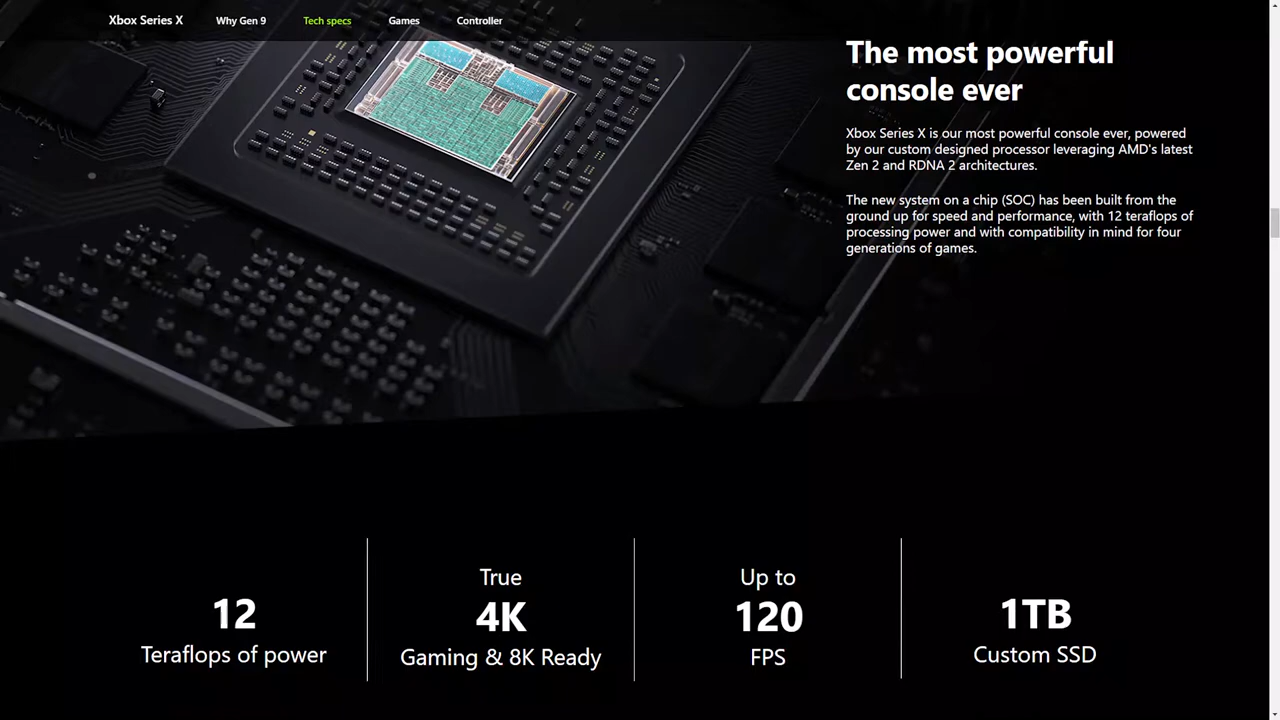 Xbox Series X
Why Gen 9
Tech specs
Games
Controller
The most powerful
console ever
Xbox Series X is our most powerful console ever, powered
by our custom designed processor leveraging AMD's latest
Zen 2 and RDNA 2 architectures.
The new system on a chip (SOC) has been built from the
ground up for speed and performance, with 12 teraflops of
processing power and with compatibility in mind for four
generations of games.
12
Teraflops of power
True
4K
Gaming & 8K Ready
Up to
120
FPS
1TB
Custom SSD